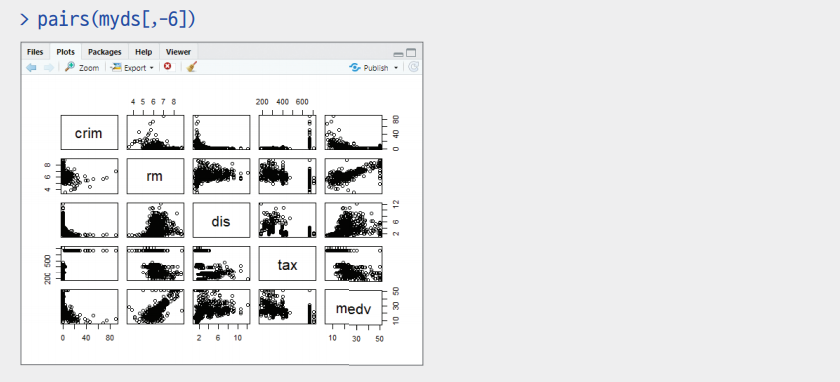 > pairs(myds[,-6])
Files Plots Packages Help Viewer
Zoom Export Publish
4 5 6 7 8 200 400 600
crim
0 40 80
rm
4 6 8
dis
2 6 12
tax
200 500
medv
10 30 50
0 40 80 2 6 10 10 30 50